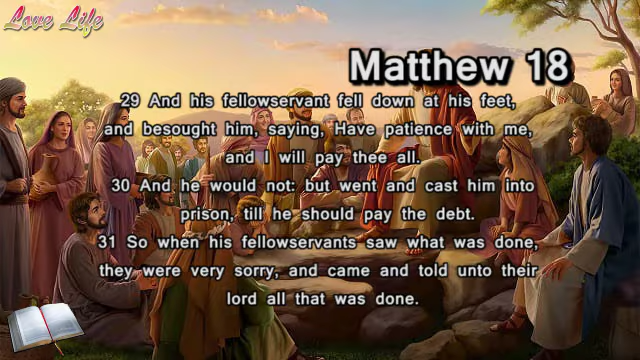 Love Life
Matthew 18
29 And his fellowservant fell down at his feet,
and besought him, saying, Have patience with me,
and I will pay thee all.
30 And he would not: but went and cast him into
prison, till he should pay the debt.
31 So when his fellowservants saw what was done,
they were very sorry, and came and told unto their
lord all that was done.